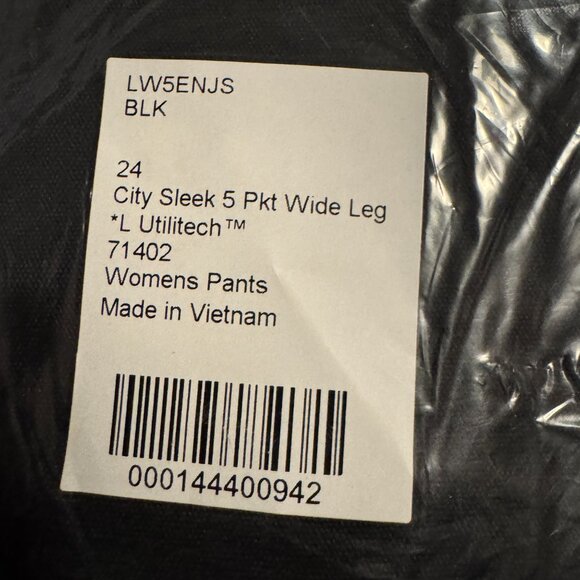 LW5ENJS
BLK
24
City Sleek 5 Pkt Wide Leg
*L Utilitech™
71402
Womens Pants
Made in Vietnam
000144400942